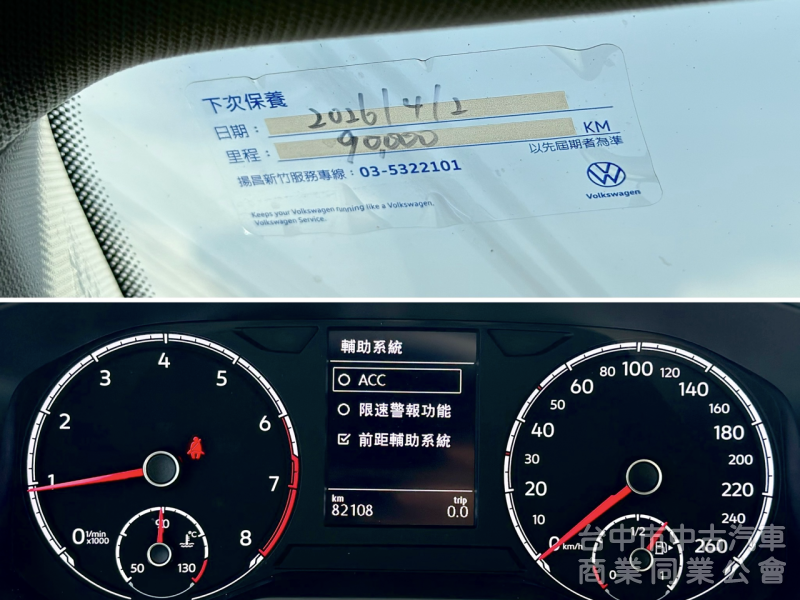 下次保養
日期：2026/4/2
里程：90,000 KM
以先屆期者為準
揚昌新竹服務專線：03-5322101
Keeps your Volkswagen running like a Volkswagen.
Volkswagen Service.
Volkswagen
輔助系統
ACC
限速警報功能
前距輔助系統
km
82108
trip
0.0
0 1 2 3 4 5 6 7 8
1/min
x1000
50 90 130
°C
0 10 20 30 40 50 60 80 100 120 140 160 180 200 220 240 260
km/h
0 1/2 1
台中市中古汽車
商業同業公會